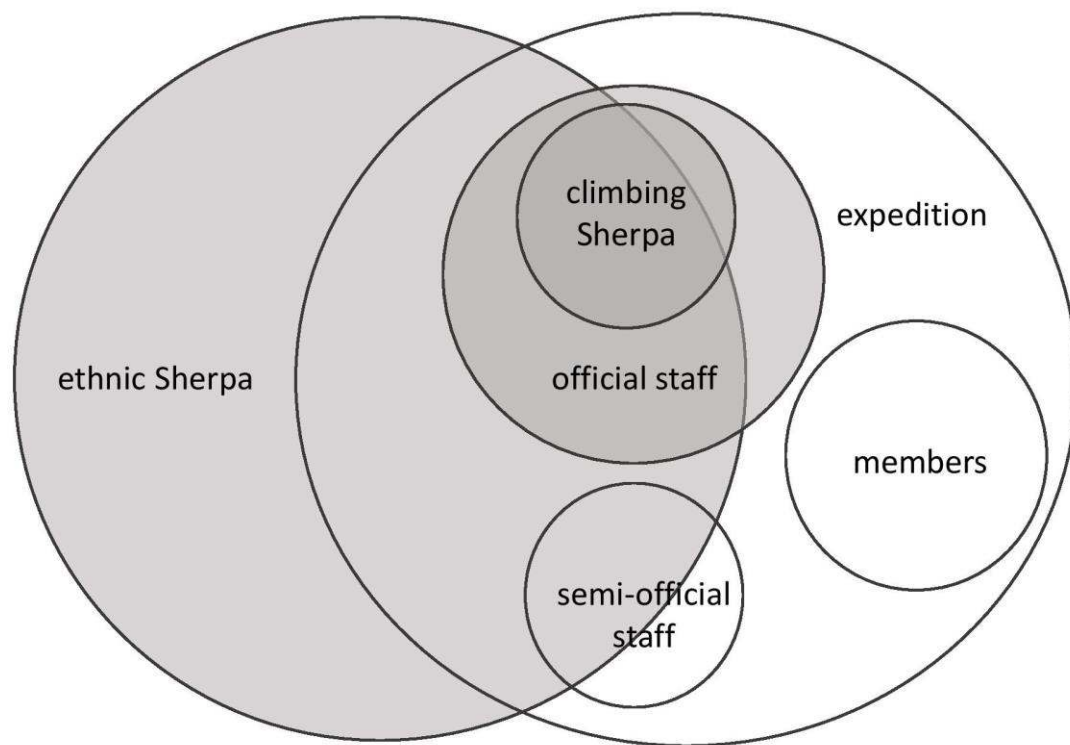 climbing
Sherpa
expedition
ethnic Sherpa
official staff
members
semi-official
staff